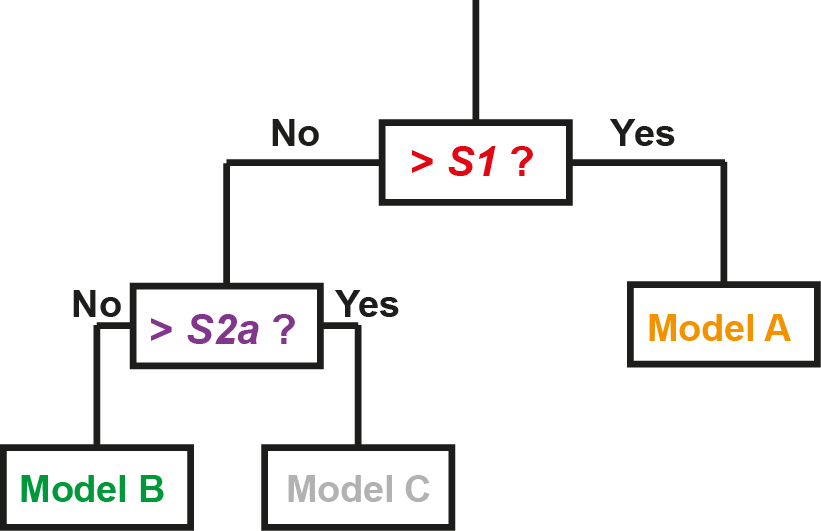 No
> S1 ?
Yes
No
> S2a ?
Yes
Model A
Model B
Model C